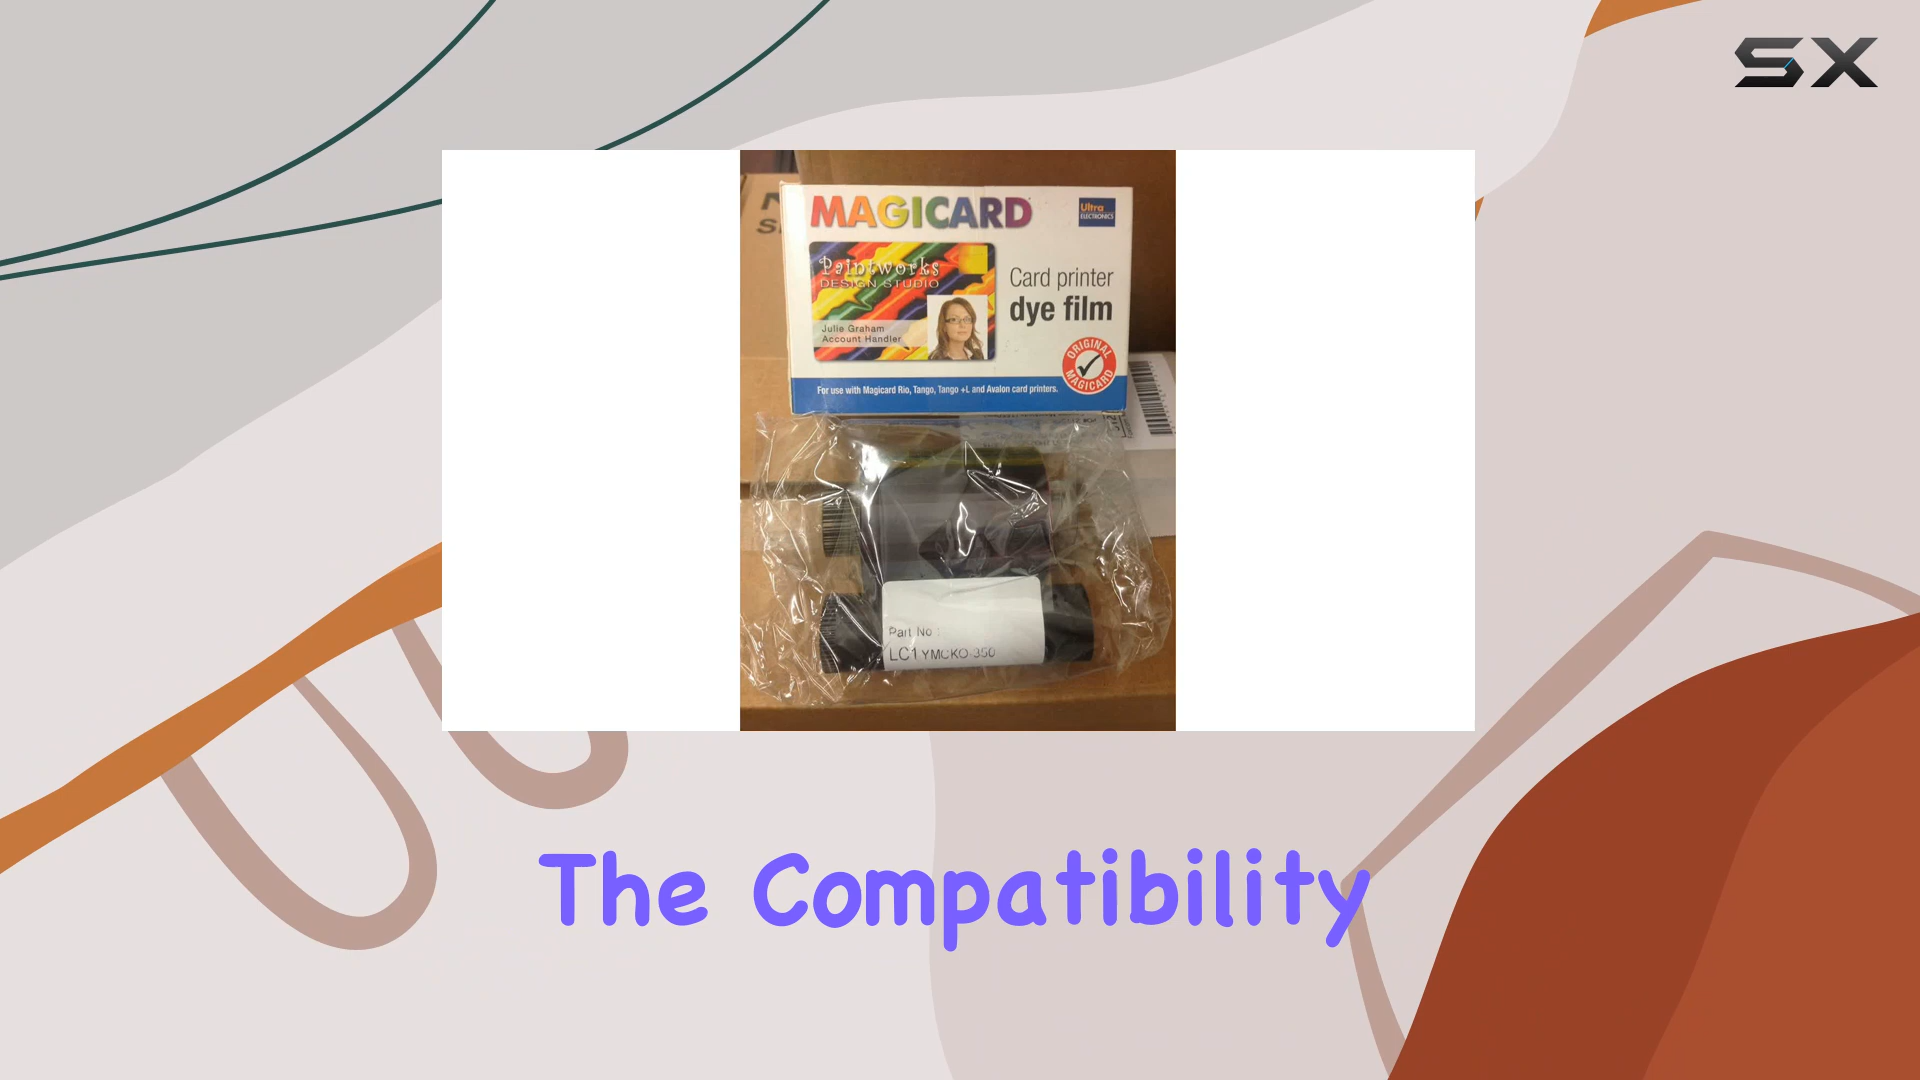 SX
MAGICARD
Ultra
ELECTRONICS
Paintworks
DESIGN STUDIO
Card printer
dye film
Julie Graham
Account Handler
ORIGINAL
MAGICARD
For use with Magicard Rio, Tango, Tango +L and Avalon card printers.
Part No :
LC1 YMCKO-350
The Compatibility